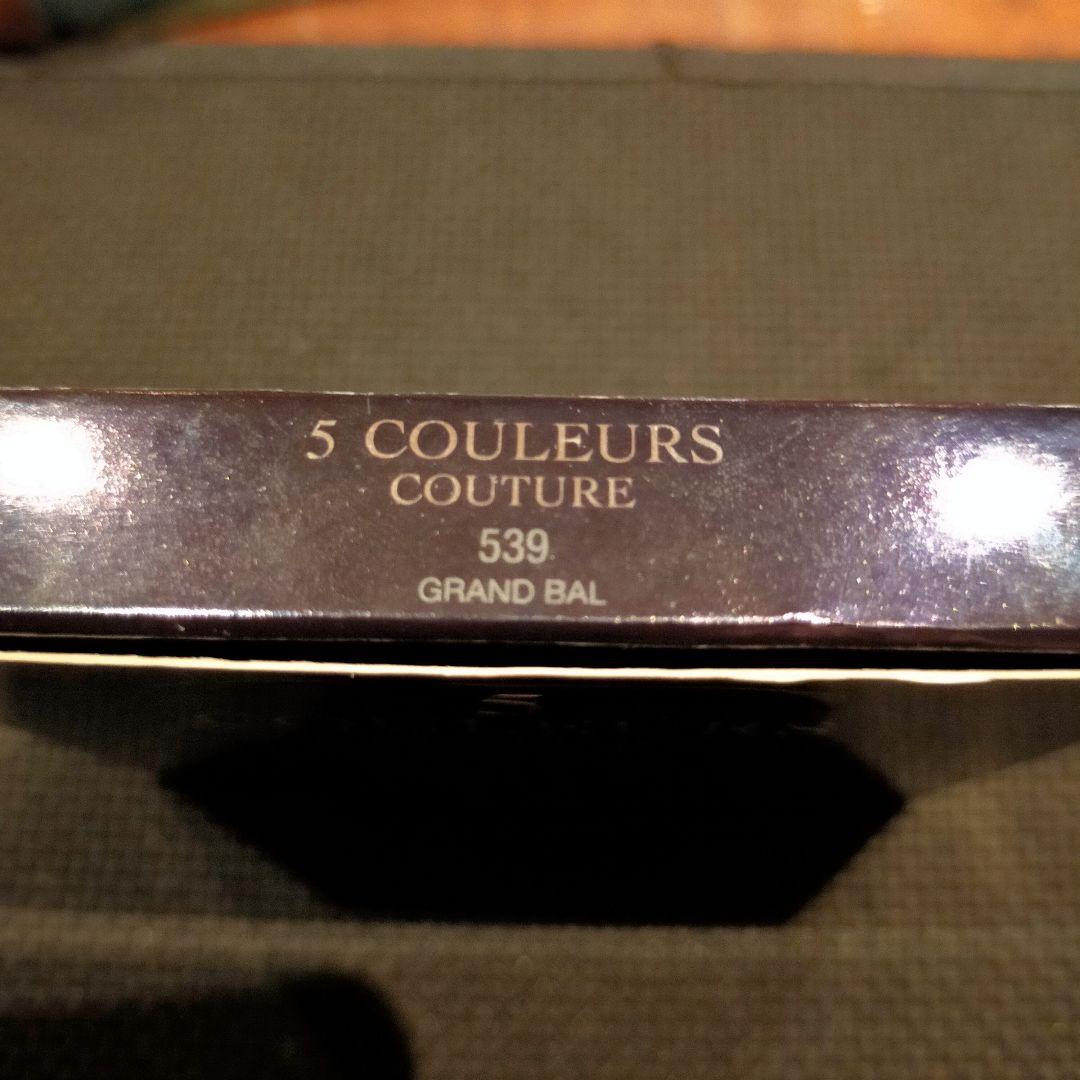 5 COULEURS
COUTURE
539
GRAND BAL